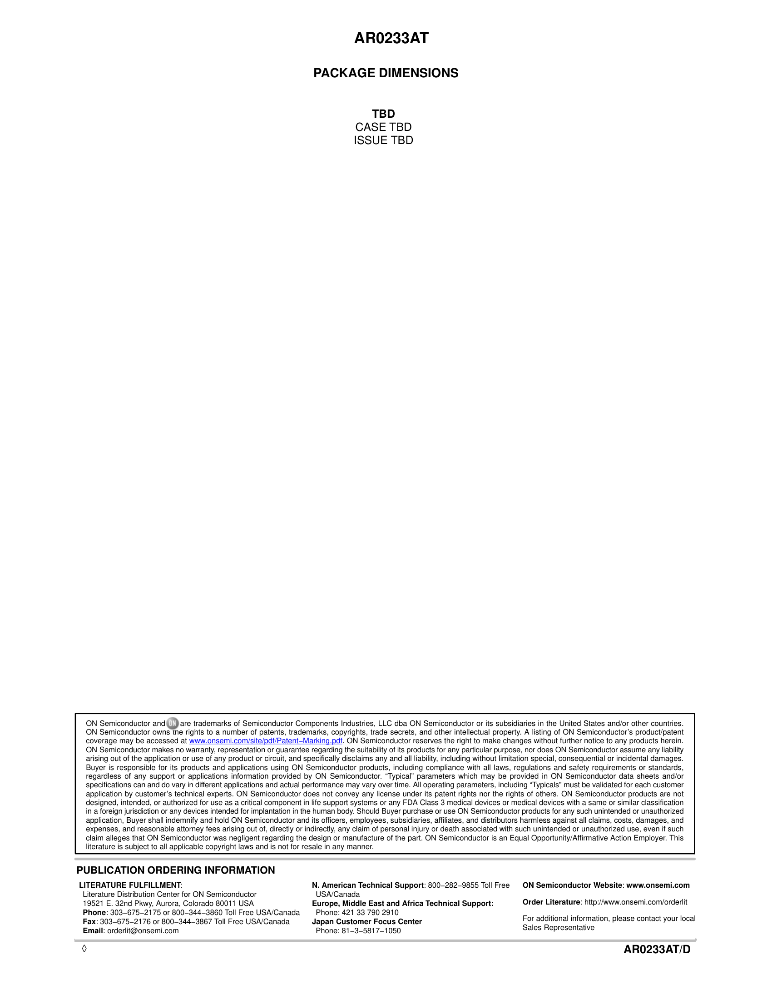 AR0233AT
PACKAGE DIMENSIONS
TBD
CASE TBD
ISSUE TBD
ON Semiconductor and ON are trademarks of Semiconductor Components Industries, LLC dba ON Semiconductor or its subsidiaries in the United States and/or other countries.
ON Semiconductor owns the rights to a number of patents, trademarks, copyrights, trade secrets, and other intellectual property. A listing of ON Semiconductor’s product/patent
coverage may be accessed at www.onsemi.com/site/pdf/Patent−Marking.pdf. ON Semiconductor reserves the right to make changes without further notice to any products herein.
ON Semiconductor makes no warranty, representation or guarantee regarding the suitability of its products for any particular purpose, nor does ON Semiconductor assume any liability
arising out of the application or use of any product or circuit, and specifically disclaims any and all liability, including without limitation special, consequential or incidental damages.
Buyer is responsible for its products and applications using ON Semiconductor products, including compliance with all laws, regulations and safety requirements or standards,
regardless of any support or applications information provided by ON Semiconductor. “Typical” parameters which may be provided in ON Semiconductor data sheets and/or
specifications can and do vary in different applications and actual performance may vary over time. All operating parameters, including “Typicals” must be validated for each customer
application by customer’s technical experts. ON Semiconductor does not convey any license under its patent rights nor the rights of others. ON Semiconductor products are not
designed, intended, or authorized for use as a critical component in life support systems or any FDA Class 3 medical devices or medical devices with a same or similar classification
in a foreign jurisdiction or any devices intended for implantation in the human body. Should Buyer purchase or use ON Semiconductor products for any such unintended or unauthorized
application, Buyer shall indemnify and hold ON Semiconductor and its officers, employees, subsidiaries, affiliates, and distributors harmless against all claims, costs, damages, and
expenses, and reasonable attorney fees arising out of, directly or indirectly, any claim of personal injury or death associated with such unintended or unauthorized use, even if such
claim alleges that ON Semiconductor was negligent regarding the design or manufacture of the part. ON Semiconductor is an Equal Opportunity/Affirmative Action Employer. This
literature is subject to all applicable copyright laws and is not for resale in any manner.
PUBLICATION ORDERING INFORMATION
LITERATURE FULFILLMENT:
Literature Distribution Center for ON Semiconductor
19521 E. 32nd Pkwy, Aurora, Colorado 80011 USA
Phone: 303−675−2175 or 800−344−3860 Toll Free USA/Canada
Fax: 303−675−2176 or 800−344−3867 Toll Free USA/Canada
Email: orderlit@onsemi.com
N. American Technical Support: 800−282−9855 Toll Free
USA/Canada
Europe, Middle East and Africa Technical Support:
Phone: 421 33 790 2910
Japan Customer Focus Center
Phone: 81−3−5817−1050
ON Semiconductor Website: www.onsemi.com
Order Literature: http://www.onsemi.com/orderlit
For additional information, please contact your local
Sales Representative
◊
AR0233AT/D